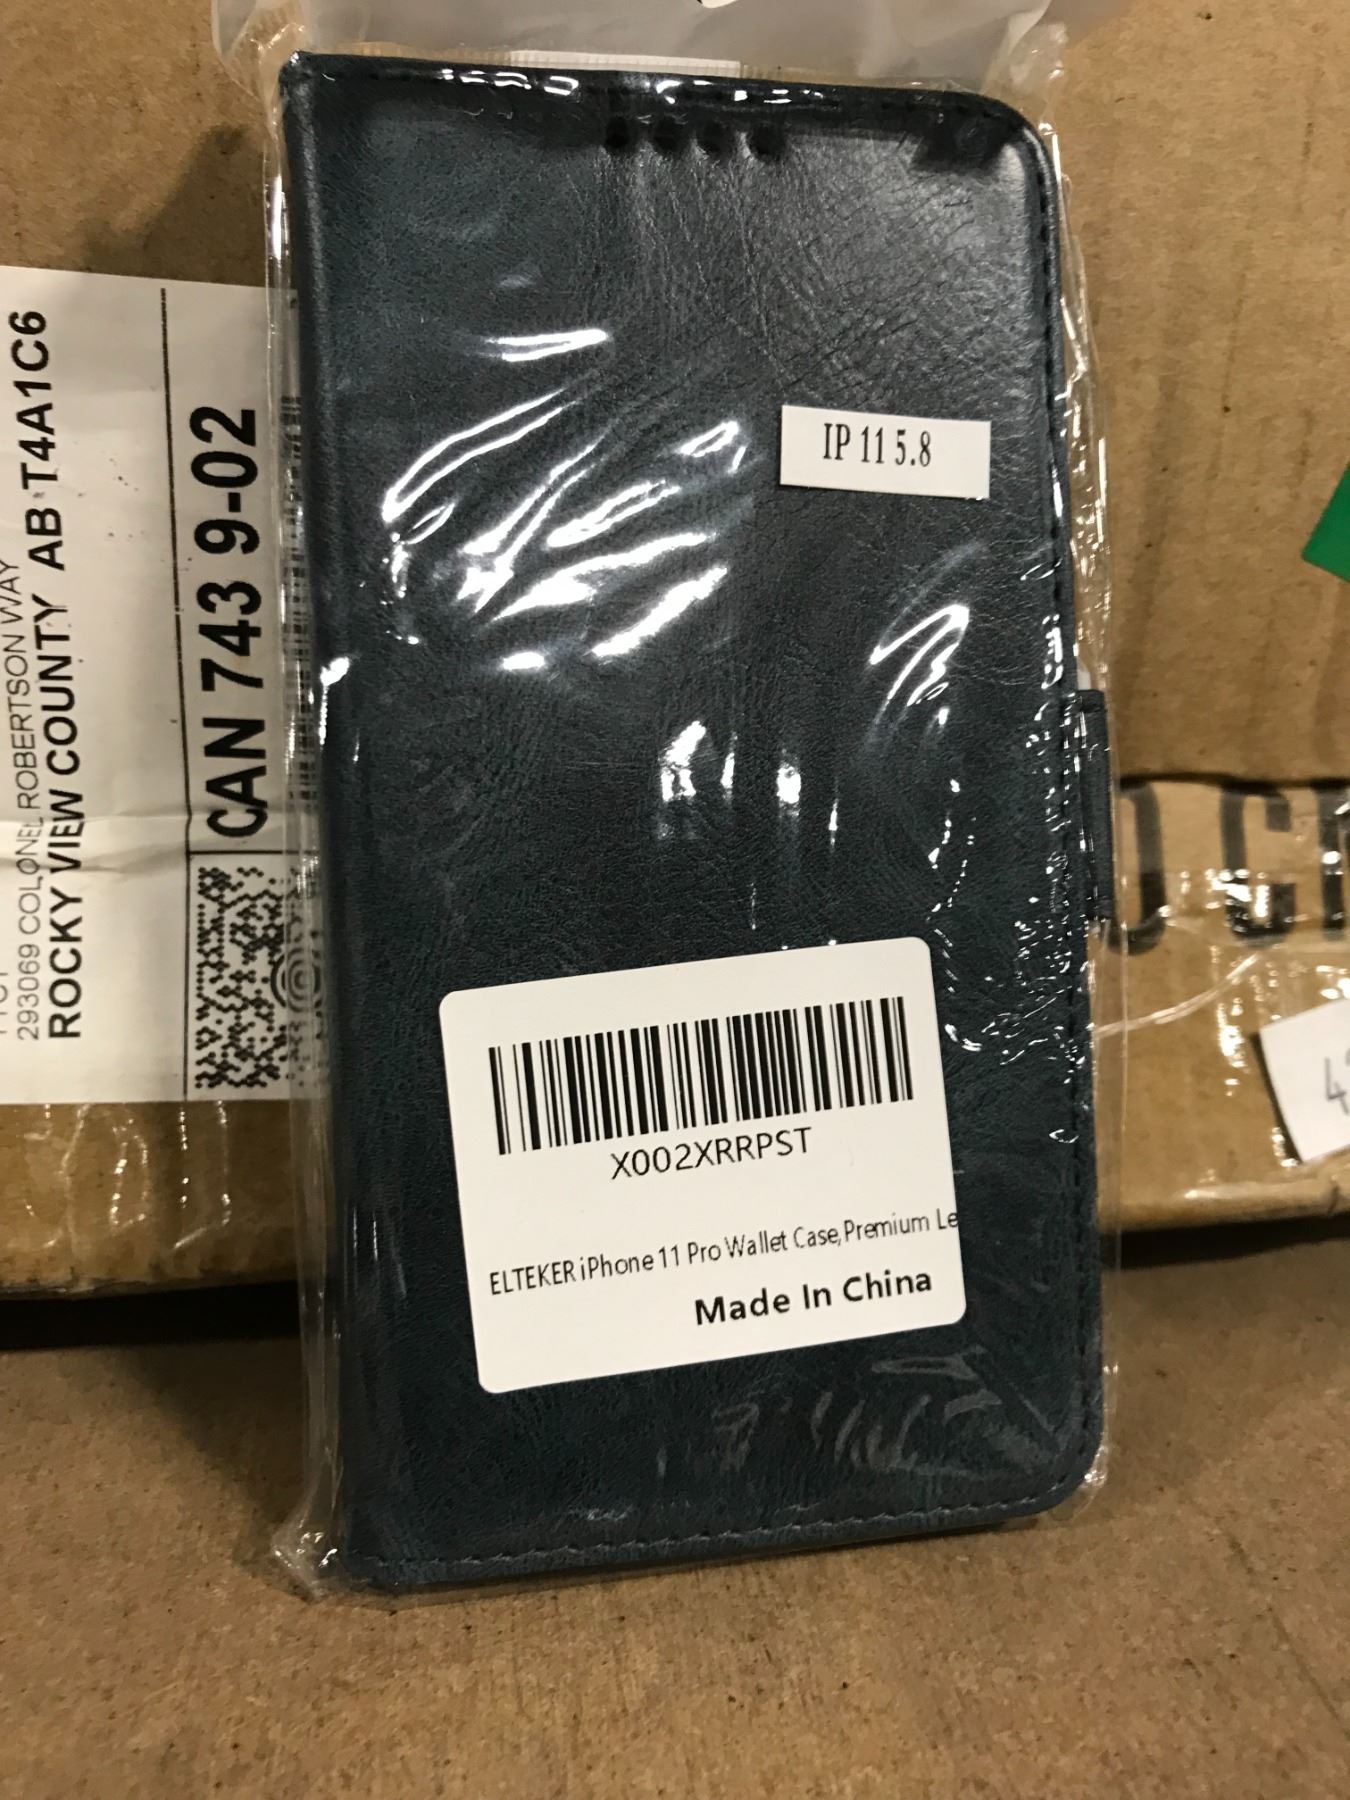 IP 11 5.8
X002XRRPST
ELTEKER iPhone 11 Pro Wallet Case,Premium Le
Made In China
293069 COLONEL ROBERTSON WAY
ROCKY VIEW COUNTY AB T4A1C6
CAN 743 9-02